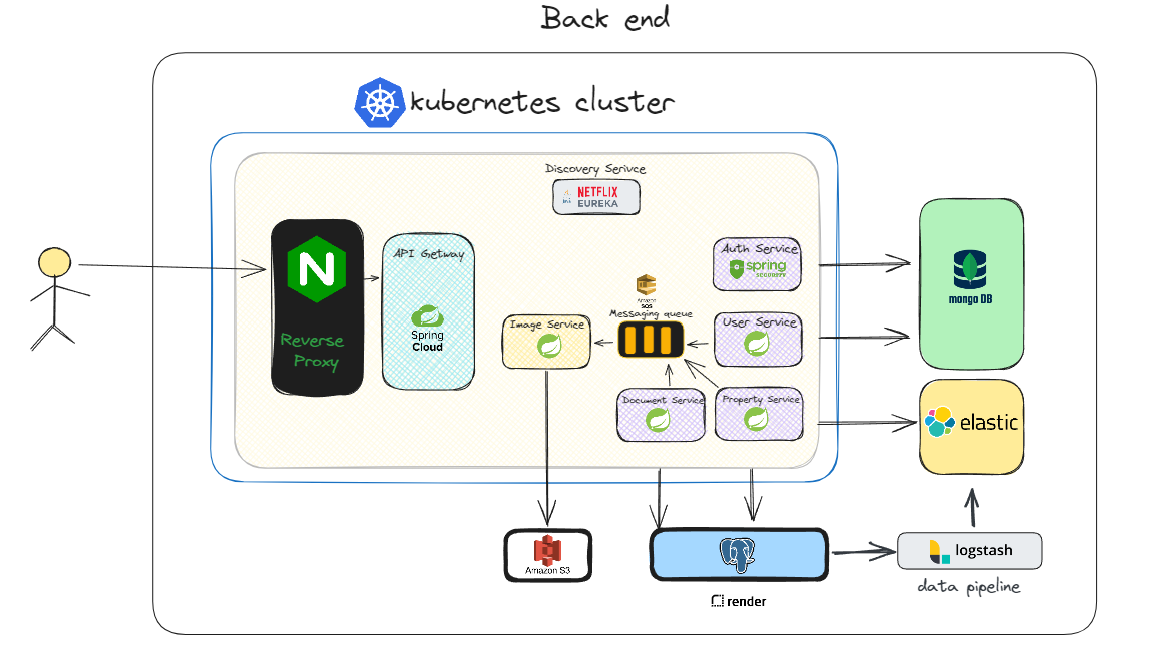 Back end
kubernetes cluster
Discovery Serivce
NETFLIX
EUREKA
N
Reverse
Proxy
API Getway
Spring
Cloud
Auth Service
spring
Amazon
SQS
Messaging queue
Image Service
User Service
Document Service
Property Service
mongo DB
elastic
Amazon S3
render
logstash
data pipeline